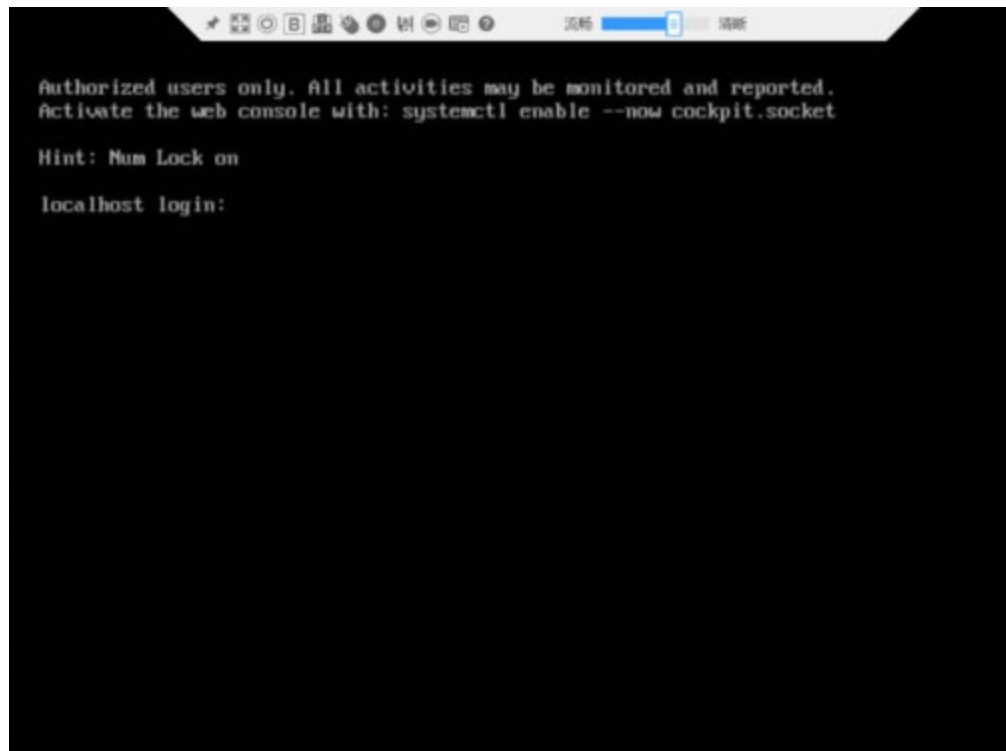 B 流畅 清晰
Authorized users only. All activities may be monitored and reported.
Activate the web console with: systemctl enable --now cockpit.socket
Hint: Num Lock on
localhost login: